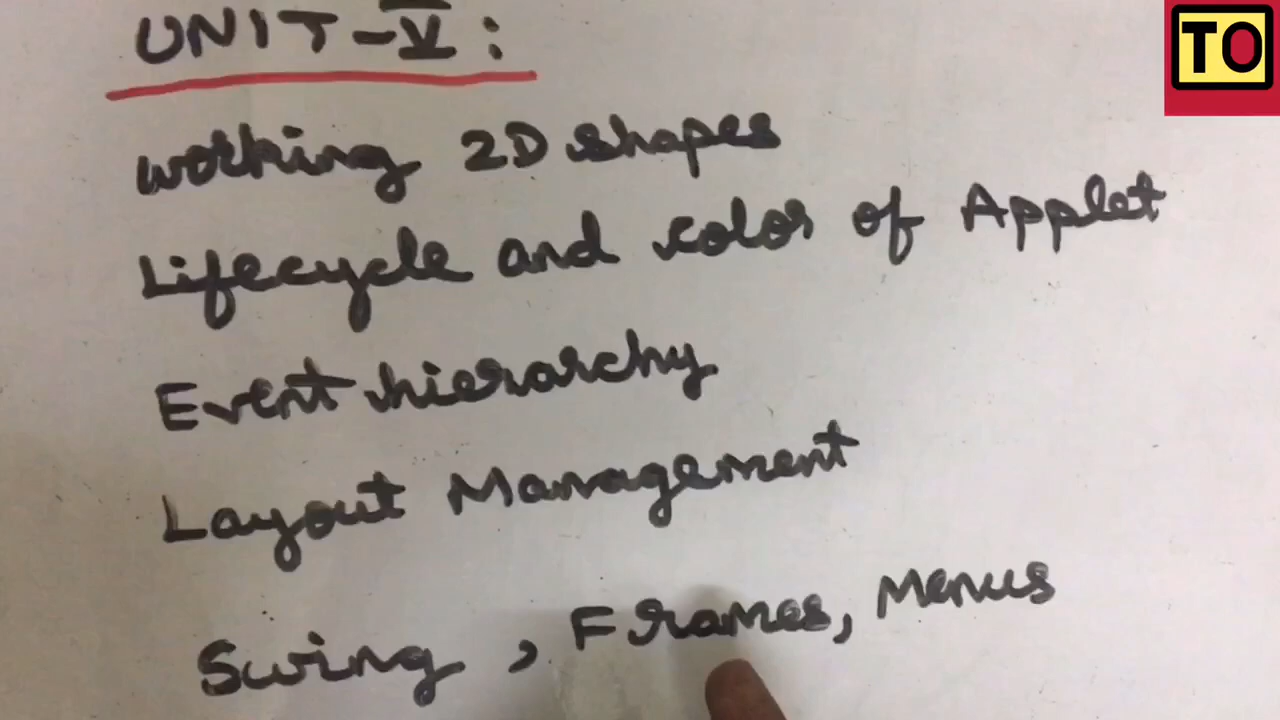 UNIT-V:
TO
working 2D shapes
Lifecycle and color of Applet
Event hierarchy
Layout Management
Swing, Frames, Menus